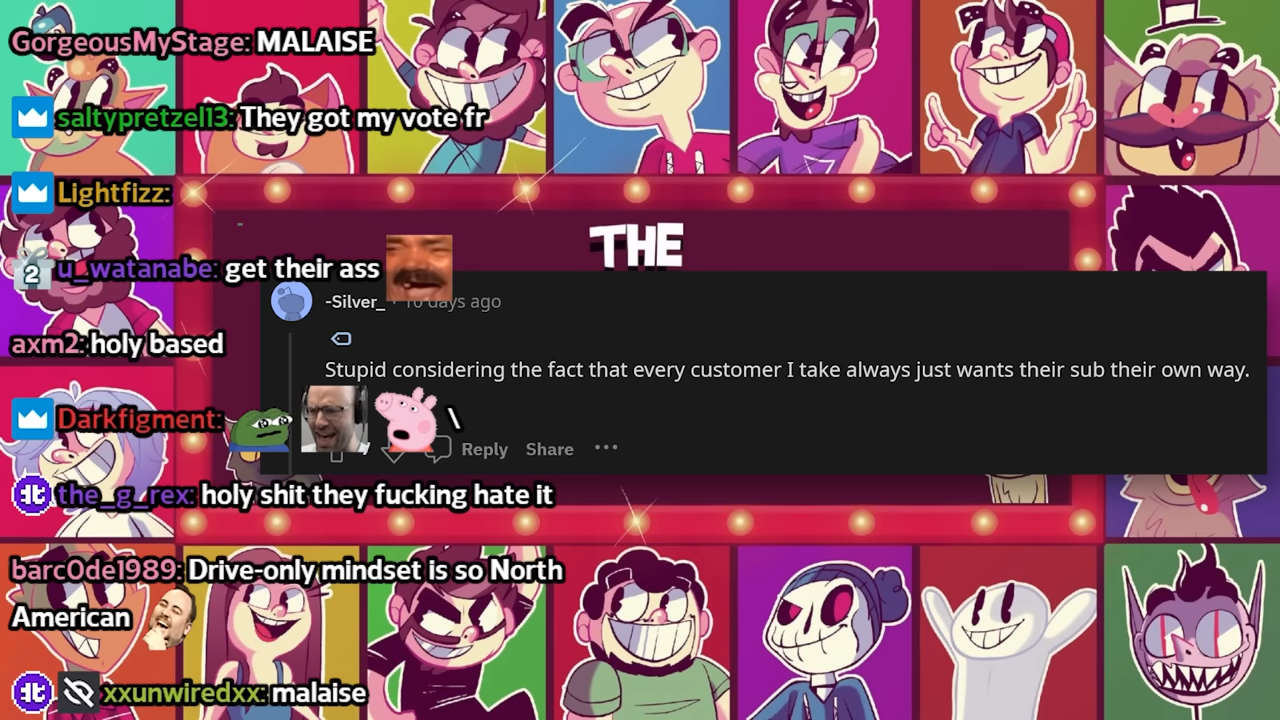 GorgeousMyStage: MALAISE
saltypretzel13: They got my vote fr
Lightfizz:
THE
2 u_watanabe: get their ass
-Silver_ · 10 days ago
axm2: holy based
Stupid considering the fact that every customer I take always just wants their sub their own way.
Darkfigment: \
Reply Share ...
the_g_rex: holy shit they fucking hate it
barc0de1989: Drive-only mindset is so North
American
xxunwiredxx: malaise